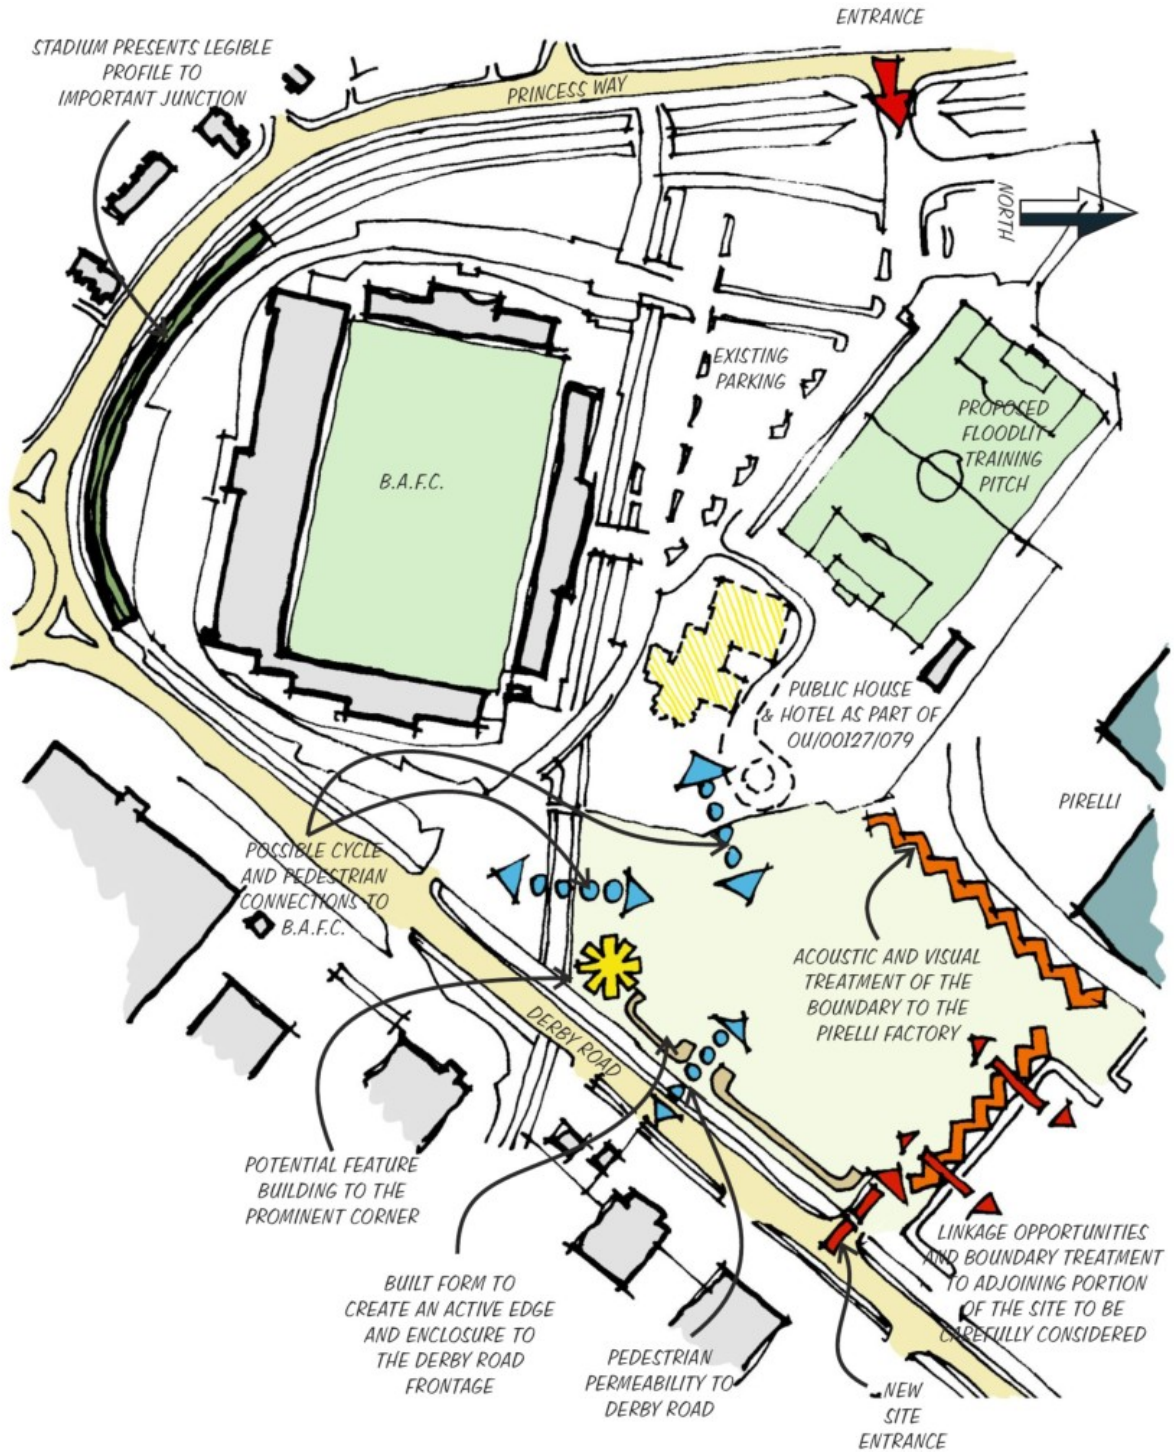 ENTRANCE
STADIUM PRESENTS LEGIBLE
PROFILE TO
IMPORTANT JUNCTION
PRINCESS WAY
NORTH
EXISTING
PARKING
PROPOSED
FLOODLIT
TRAINING
PITCH
B.A.F.C.
PUBLIC HOUSE
& HOTEL AS PART OF
OU/00127/079
PIRELLI
POSSIBLE CYCLE
AND PEDESTRIAN
CONNECTIONS TO
B.A.F.C.
ACOUSTIC AND VISUAL
TREATMENT OF THE
BOUNDARY TO THE
PIRELLI FACTORY
DERBY ROAD
POTENTIAL FEATURE
BUILDING TO THE
PROMINENT CORNER
LINKAGE OPPORTUNITIES
AND BOUNDARY TREATMENT
TO ADJOINING PORTION
OF THE SITE TO BE
CAREFULLY CONSIDERED
BUILT FORM TO
CREATE AN ACTIVE EDGE
AND ENCLOSURE TO
THE DERBY ROAD
FRONTAGE
PEDESTRIAN
PERMEABILITY TO
DERBY ROAD
NEW
SITE
ENTRANCE